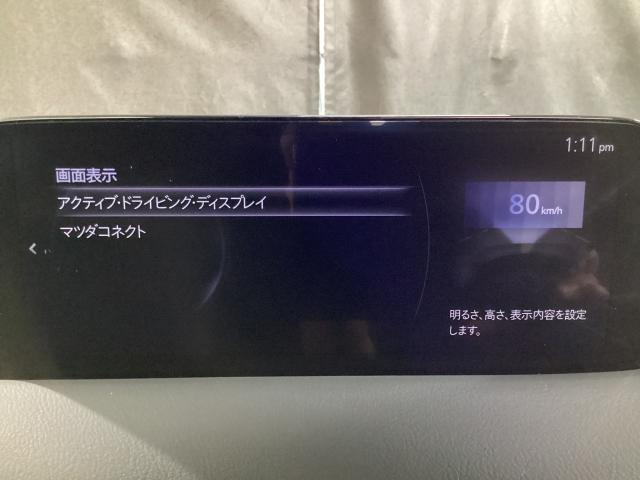 1:11 pm
画面表示
アクティブ・ドライビング・ディスプレイ
80 km/h
マツダコネクト
明るさ、高さ、表示内容を設定
します。